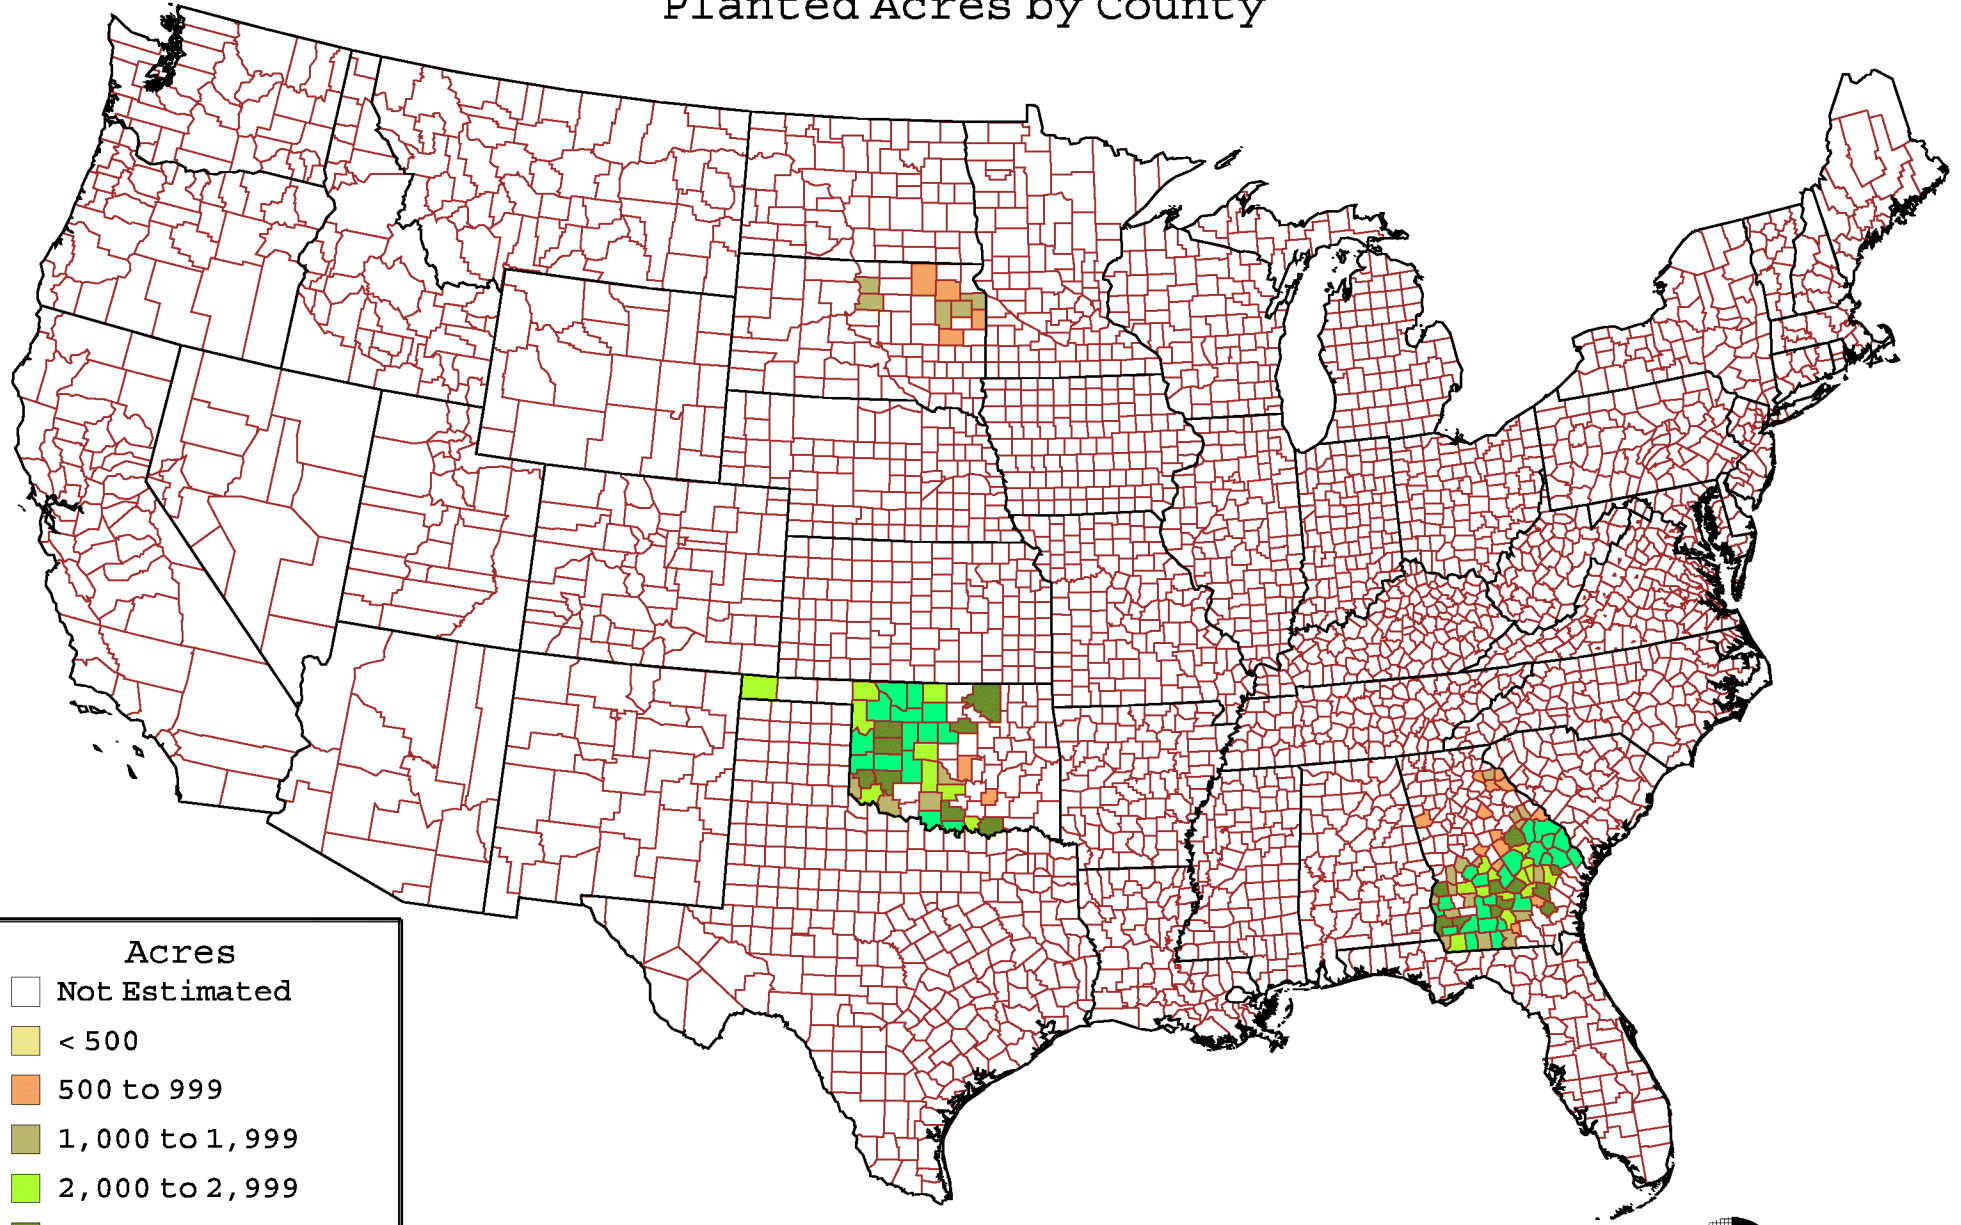 Planted Acres by County
Acres
Not Estimated
< 500
500 to 999
1,000 to 1,999
2,000 to 2,999